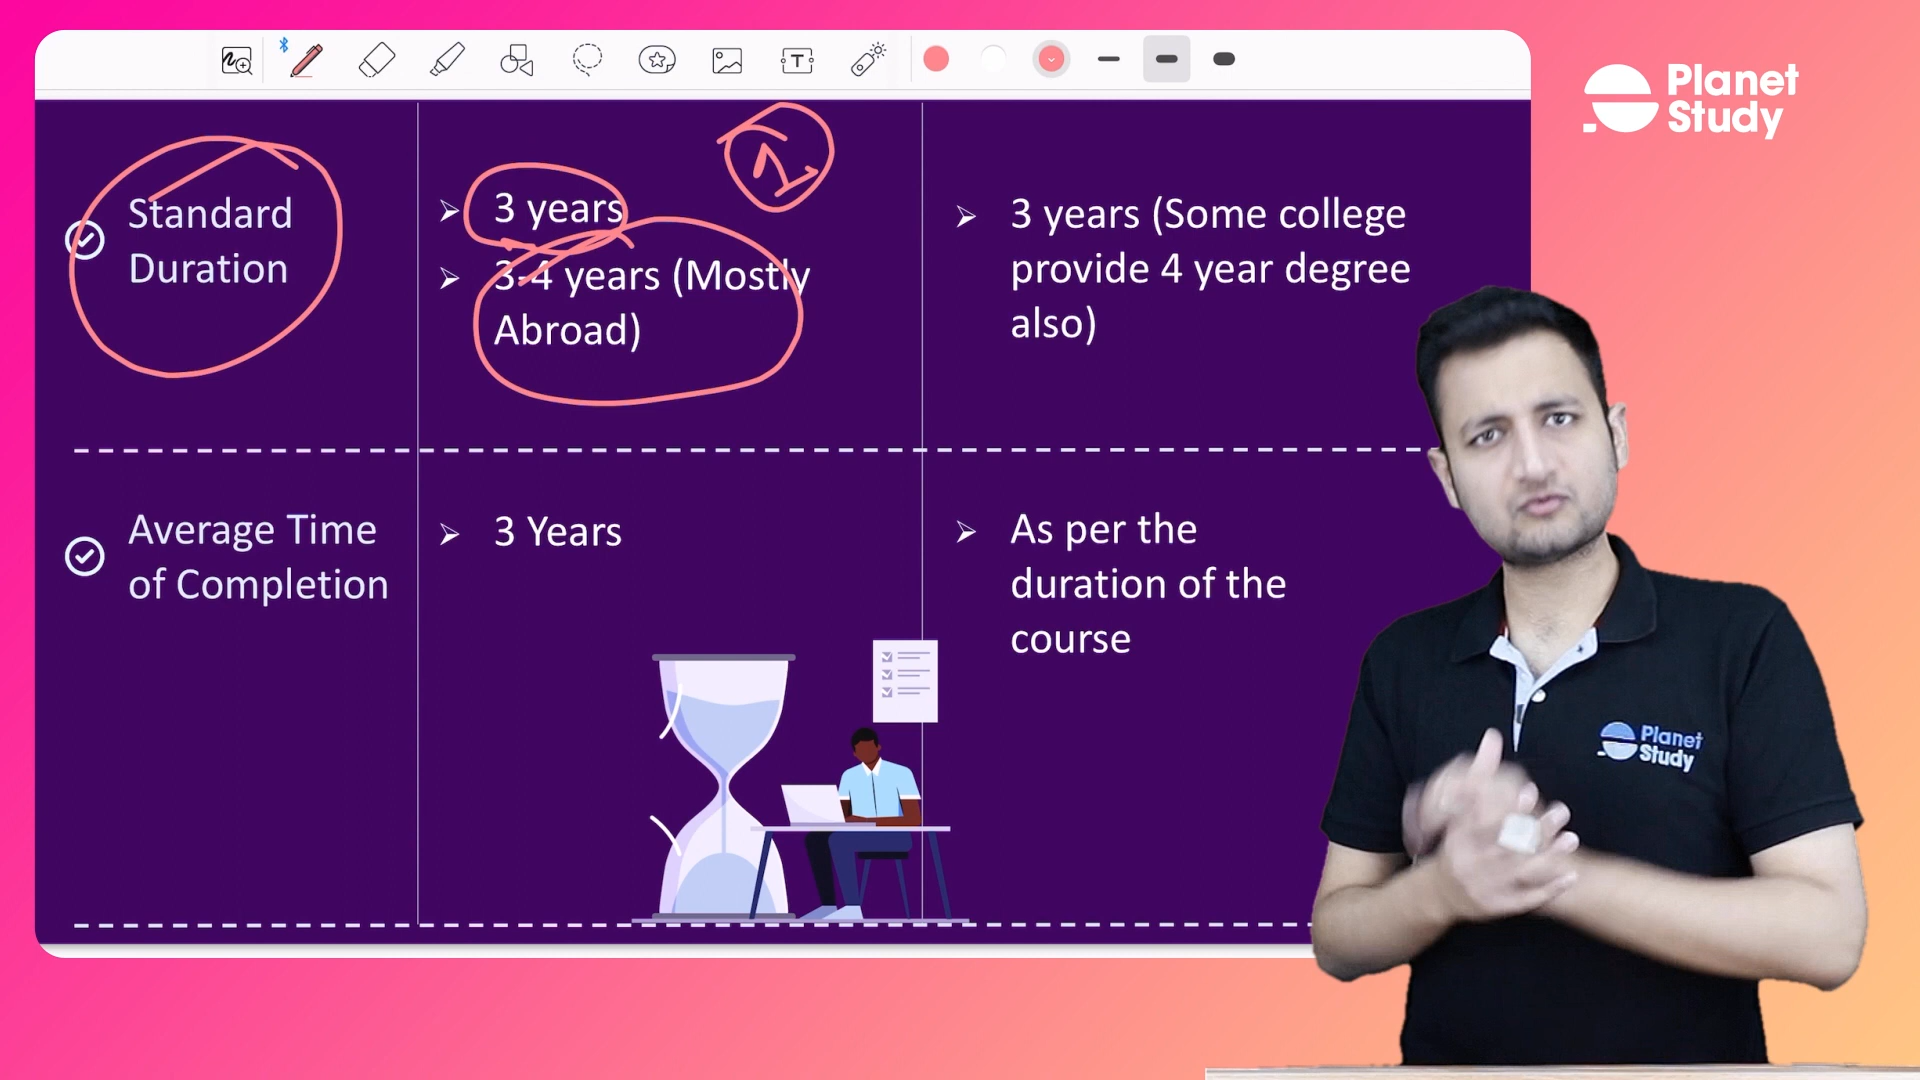 Planet
Study
Standard
Duration
3 years
3-4 years (Mostly
Abroad)
3 years (Some college
provide 4 year degree
also)
Average Time
of Completion
3 Years
As per the
duration of the
course
Planet
Study